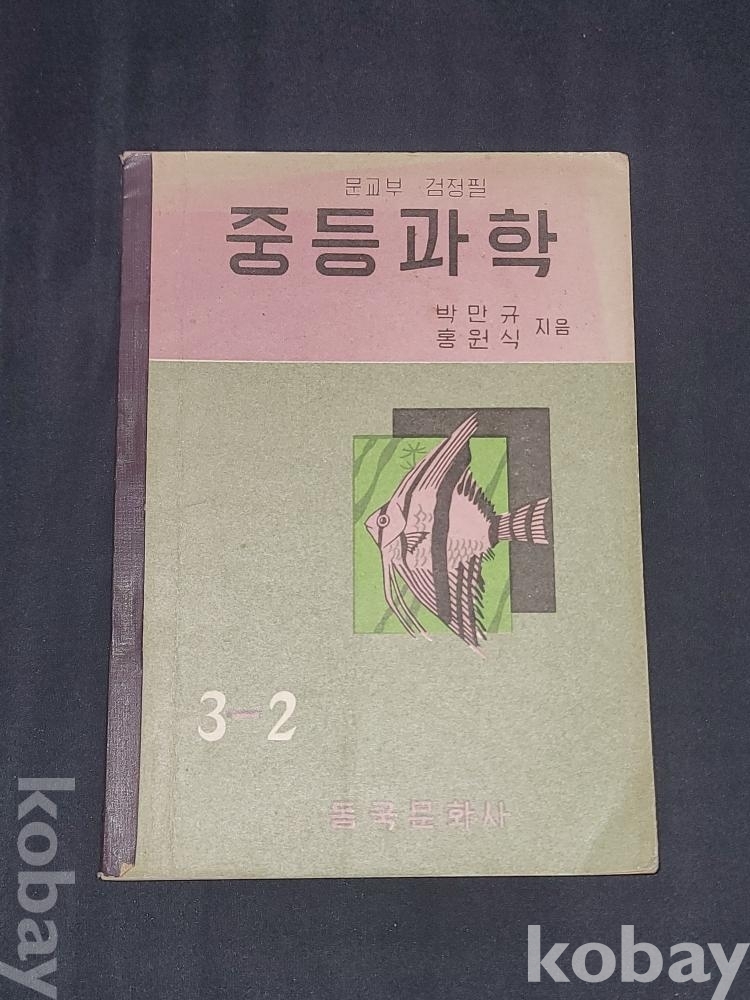 문교부 검정필
중등과학
박만규
홍원식 지음
3-2
동국문화사
kobay
kobay